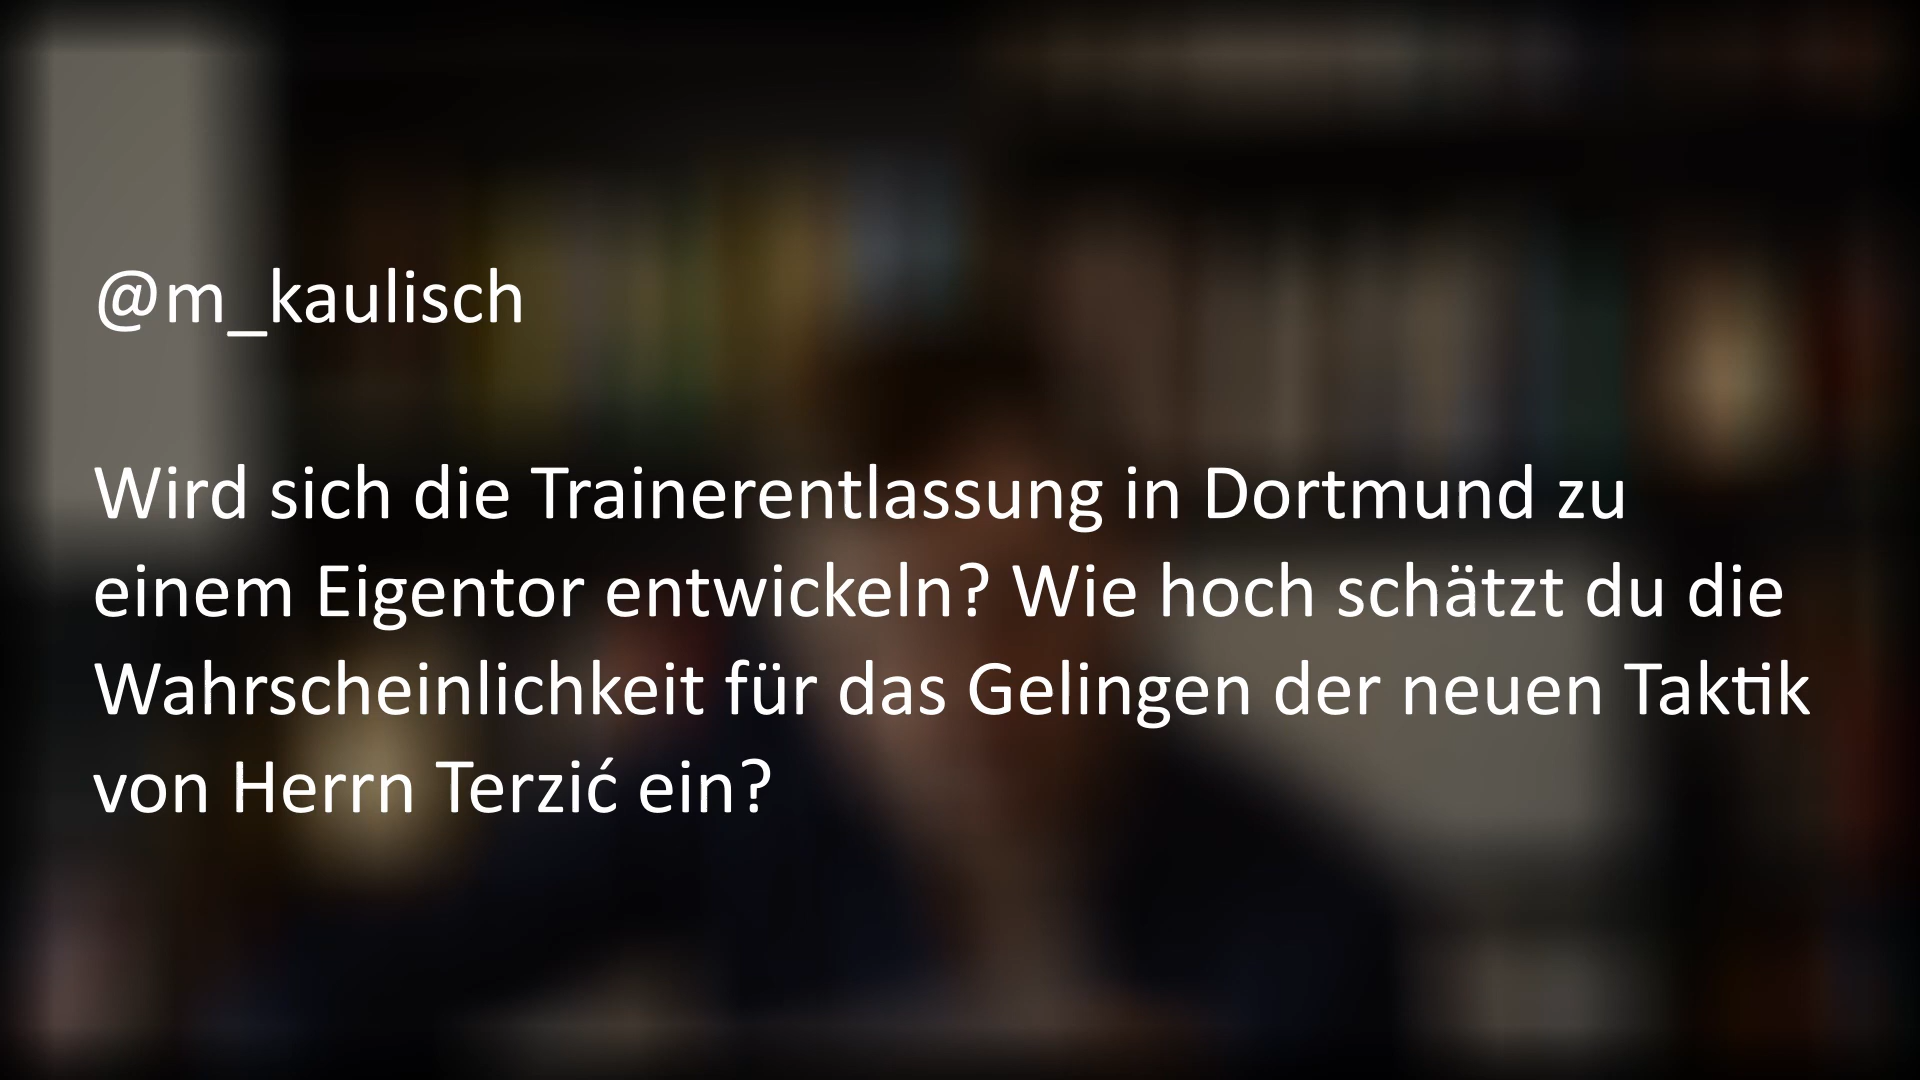 @m_kaulisch
Wird sich die Trainerentlassung in Dortmund zu
einem Eigentor entwickeln? Wie hoch schätzt du die
Wahrscheinlichkeit für das Gelingen der neuen Taktik
von Herrn Terzić ein?